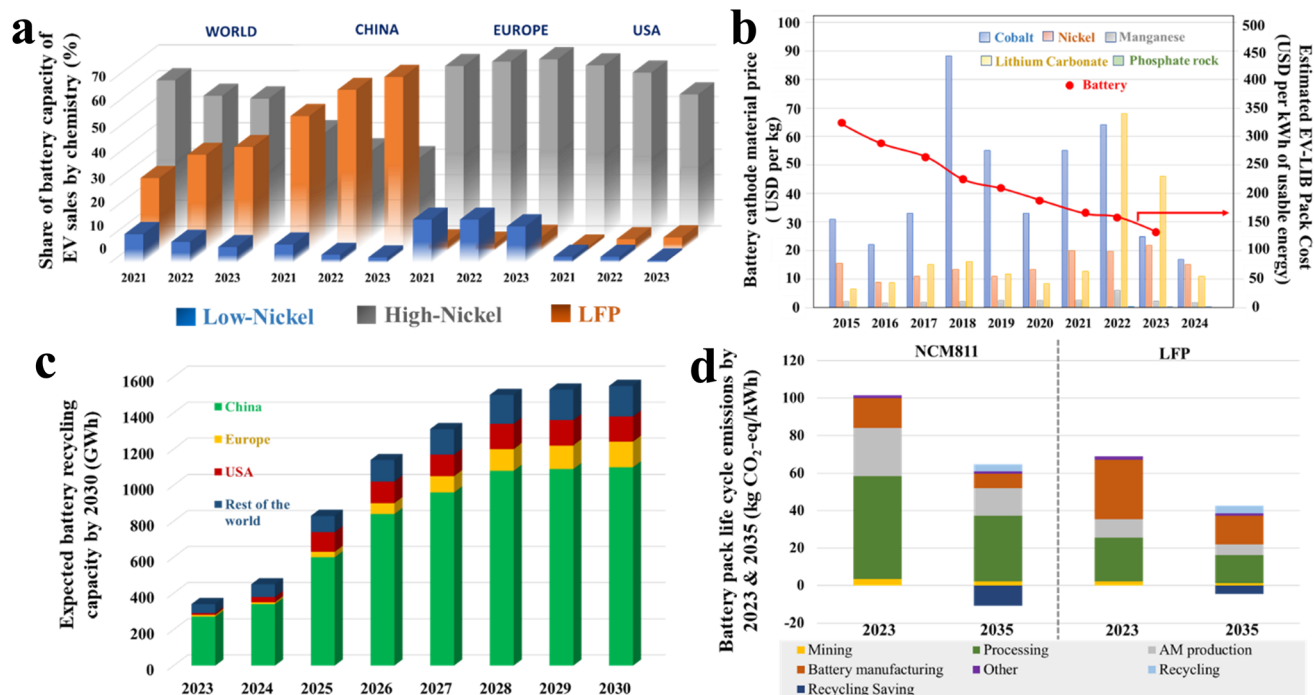 a
WORLD CHINA EUROPE USA
Share of battery capacity of
EV sales by chemistry (%)
70
60
50
40
30
20
10
0
2021 2022 2023 2021 2022 2023 2021 2022 2023 2021 2022 2023
Low-Nickel High-Nickel LFP
b
Battery cathode material price
( USD per kg)
100
90
80
70
60
50
40
30
20
10
0
Cobalt Nickel Manganese
Lithium Carbonate Phosphate rock
Battery
500
450
400
350
300
250
200
150
100
50
0
Estimated EV-LIB Pack Cost
(USD per kWh of usable energy)
2015 2016 2017 2018 2019 2020 2021 2022 2023 2024
c
Expected battery recycling
capacity by 2030 (GWh)
1600
1400
1200
1000
800
600
400
200
0
China
Europe
USA
Rest of the
world
2023 2024 2025 2026 2027 2028 2029 2030
d
NCM811 LFP
Battery pack life cycle emissions by
2023 & 2035 (kg CO₂-eq/kWh)
120
100
80
60
40
20
0
-20
2023 2035 2023 2035
Mining Processing AM production
Battery manufacturing Other Recycling
Recycling Saving